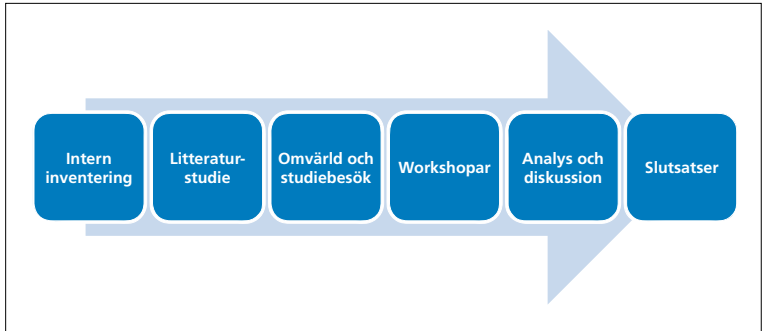 Intern
inventering
Litteratur-
studie
Omvärld och
studiebesök
Workshopar
Analys och
diskussion
Slutsatser